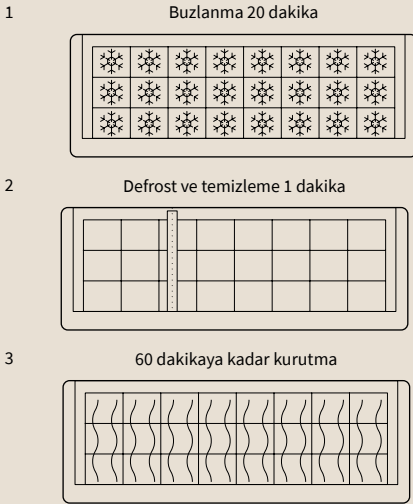 1 Buzlanma 20 dakika
2 Defrost ve temizleme 1 dakika
3 60 dakikaya kadar kurutma